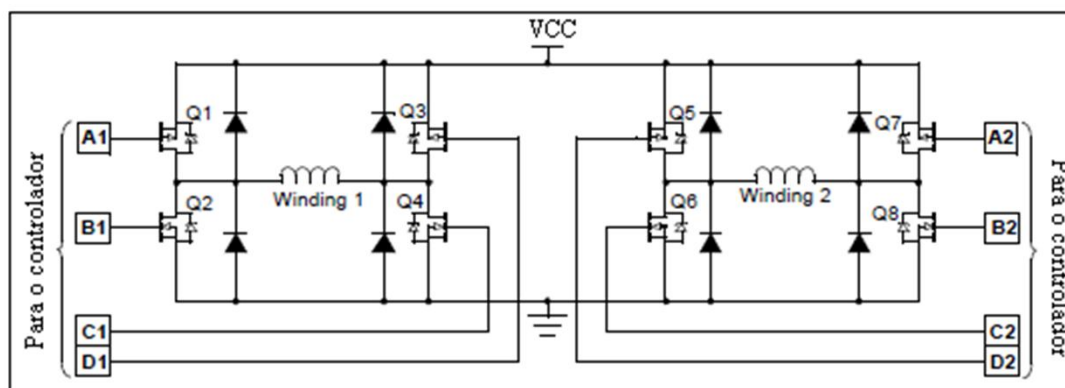 VCC
Q1
Q3
Q5
Q7
A1
A2
Para o controlador
Para o controlador
Winding 1
Winding 2
Q2
Q4
Q6
Q8
B1
B2
C1
C2
D1
D2